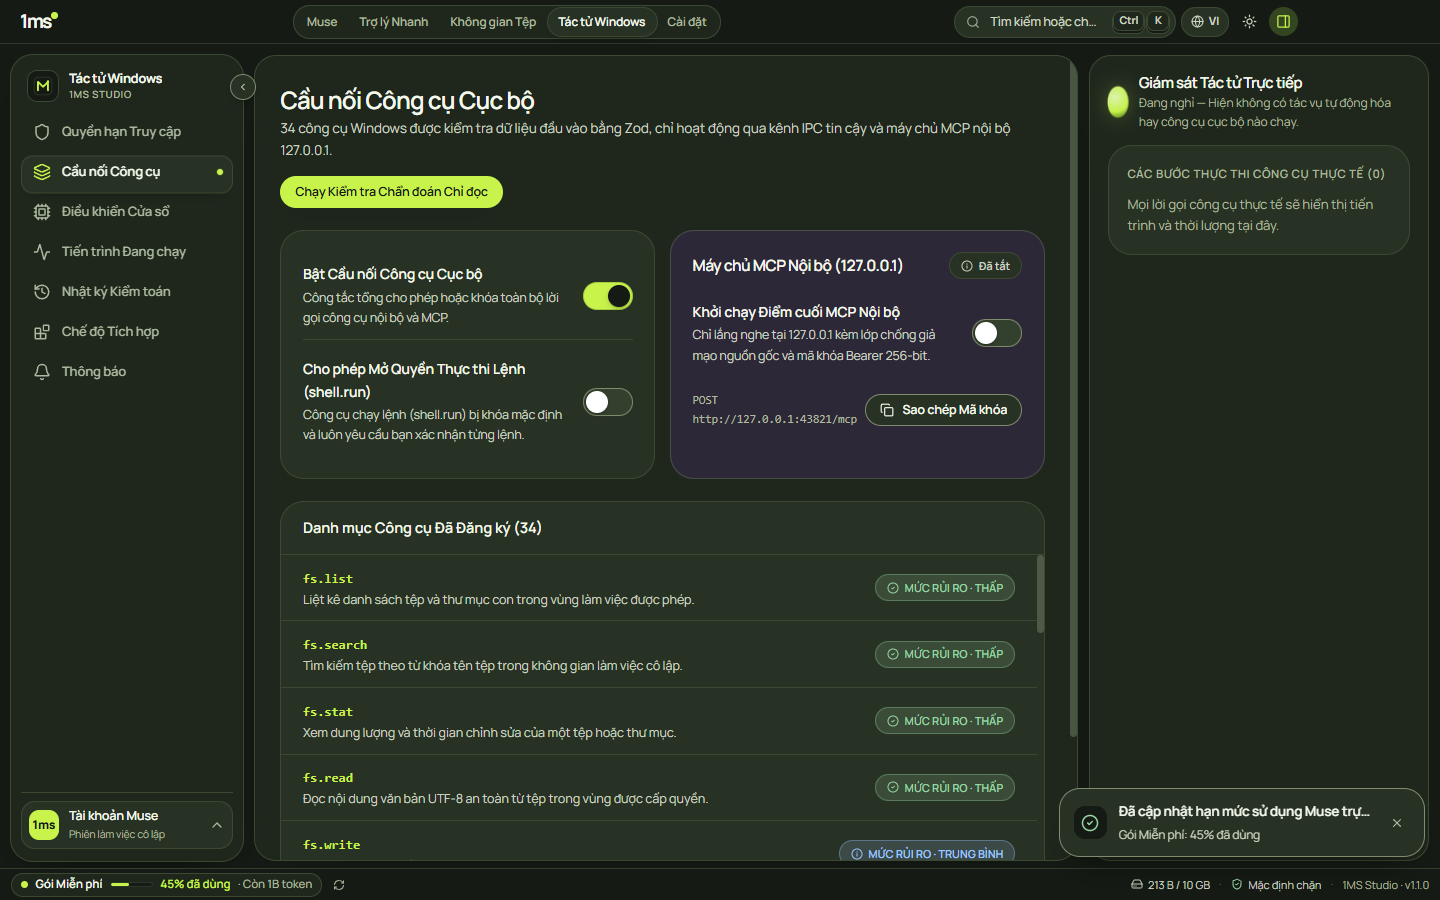 1ms
Muse
Trợ lý Nhanh
Không gian Tệp
Tác tử Windows
Cài đặt
Tìm kiếm hoặc ch...
Ctrl
K
VI
Tác tử Windows
1MS STUDIO
Quyền hạn Truy cập
Cầu nối Công cụ
Điều khiển Cửa sổ
Tiến trình Đang chạy
Nhật ký Kiểm toán
Chế độ Tích hợp
Thông báo
1ms
Tài khoản Muse
Phiên làm việc cô lập
Cầu nối Công cụ Cục bộ
34 công cụ Windows được kiểm tra dữ liệu đầu vào bằng Zod, chỉ hoạt động qua kênh IPC tin cậy và máy chủ MCP nội bộ
127.0.0.1.
Chạy Kiểm tra Chẩn đoán Chỉ đọc
Bật Cầu nối Công cụ Cục bộ
Công tắc tổng cho phép hoặc khóa toàn bộ lời
gọi công cụ nội bộ và MCP.
Cho phép Mở Quyền Thực thi Lệnh
(shell.run)
Công cụ chạy lệnh (shell.run) bị khóa mặc định
và luôn yêu cầu bạn xác nhận từng lệnh.
Máy chủ MCP Nội bộ (127.0.0.1)
Đã tắt
Khởi chạy Điểm cuối MCP Nội bộ
Chỉ lắng nghe tại 127.0.0.1 kèm lớp chống giả
mạo nguồn gốc và mã khóa Bearer 256-bit.
POST
http://127.0.0.1:43821/mcp
Sao chép Mã khóa
Danh mục Công cụ Đã Đăng ký (34)
fs.list
Liệt kê danh sách tệp và thư mục con trong vùng làm việc được phép.
MỨC RỦI RO · THẤP
fs.search
Tìm kiếm tệp theo từ khóa tên tệp trong không gian làm việc cô lập.
MỨC RỦI RO · THẤP
fs.stat
Xem dung lượng và thời gian chỉnh sửa của một tệp hoặc thư mục.
MỨC RỦI RO · THẤP
fs.read
Đọc nội dung văn bản UTF-8 an toàn từ tệp trong vùng được cấp quyền.
MỨC RỦI RO · THẤP
fs.write
MỨC RỦI RO · TRUNG BÌNH
Giám sát Tác tử Trực tiếp
Đang nghỉ — Hiện không có tác vụ tự động hóa
hay công cụ cục bộ nào chạy.
CÁC BƯỚC THỰC THI CÔNG CỤ THỰC TẾ (0)
Mọi lời gọi công cụ thực tế sẽ hiển thị tiến
trình và thời lượng tại đây.
Đã cập nhật hạn mức sử dụng Muse trự...
Gói Miễn phí: 45% đã dùng
Gói Miễn phí
45% đã dùng
· Còn 1B token
213 B / 10 GB
·
Mặc định chặn
·
1MS Studio · v1.1.0